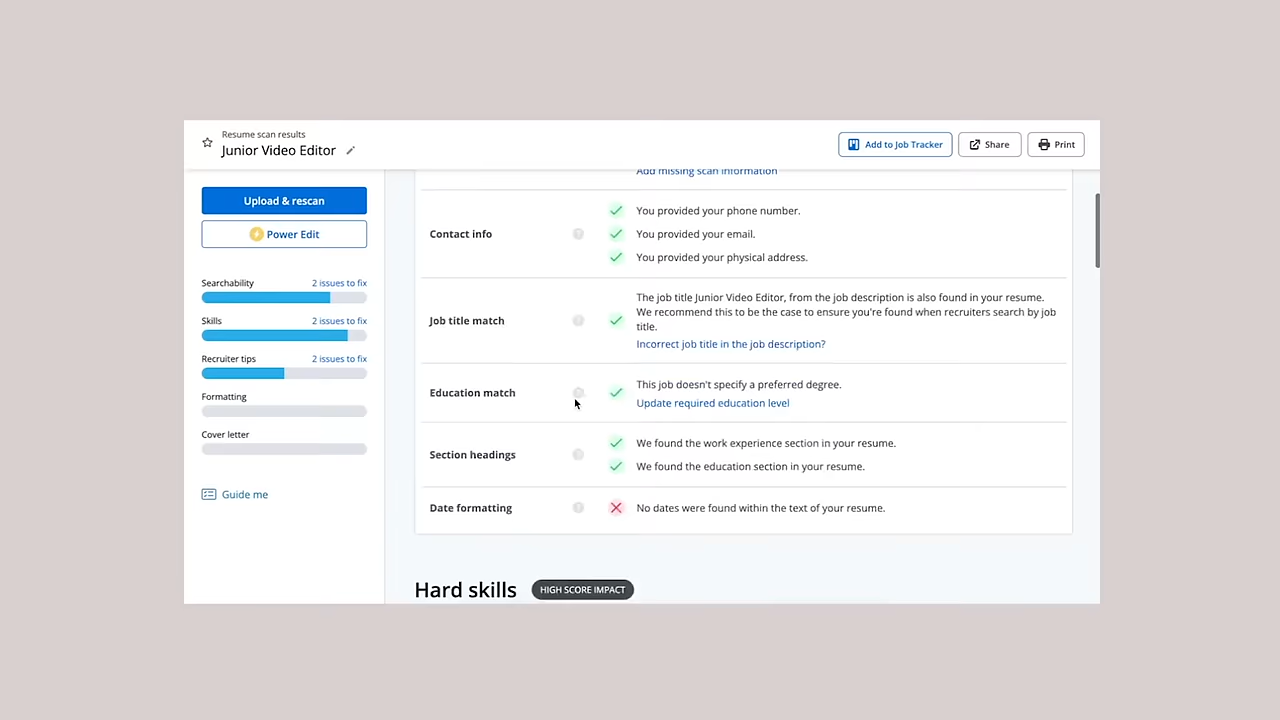 Resume scan results
Junior Video Editor
Add to Job Tracker
Share
Print
Upload & rescan
Power Edit
Searchability 2 issues to fix
Skills 2 issues to fix
Recruiter tips 2 issues to fix
Formatting
Cover letter
Guide me
Add missing scan information
Contact info
You provided your phone number.
You provided your email.
You provided your physical address.
Job title match
The job title Junior Video Editor, from the job description is also found in your resume.
We recommend this to be the case to ensure you're found when recruiters search by job
title.
Incorrect job title in the job description?
Education match
This job doesn't specify a preferred degree.
Update required education level
Section headings
We found the work experience section in your resume.
We found the education section in your resume.
Date formatting
No dates were found within the text of your resume.
Hard skills
HIGH SCORE IMPACT